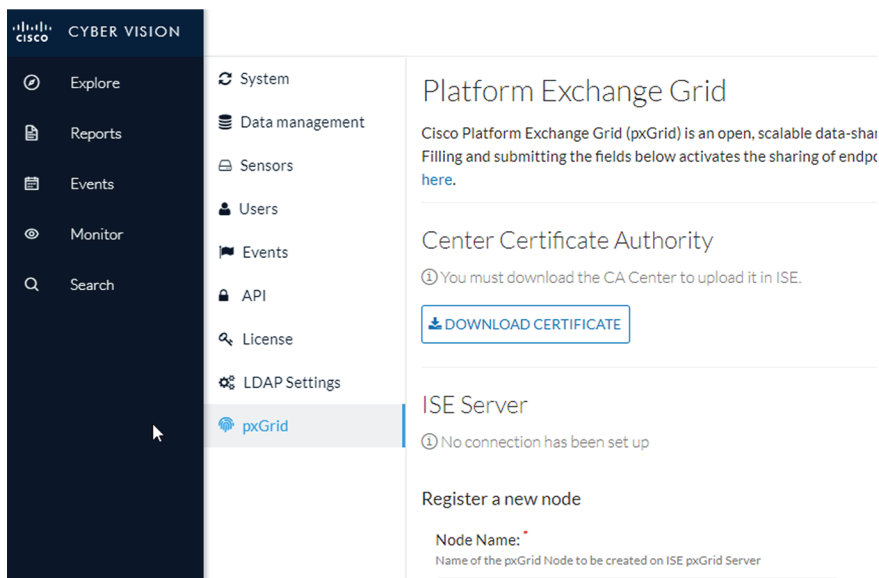 CISCO
CYBER VISION
Explore
Reports
Events
Monitor
Search
System
Data management
Sensors
Users
Events
API
License
LDAP Settings
pxGrid
Platform Exchange Grid
Cisco Platform Exchange Grid (pxGrid) is an open, scalable data-shar
Filling and submitting the fields below activates the sharing of endpo
here.
Center Certificate Authority
You must download the CA Center to upload it in ISE.
DOWNLOAD CERTIFICATE
ISE Server
No connection has been set up
Register a new node
Node Name: *
Name of the pxGrid Node to be created on ISE pxGrid Server